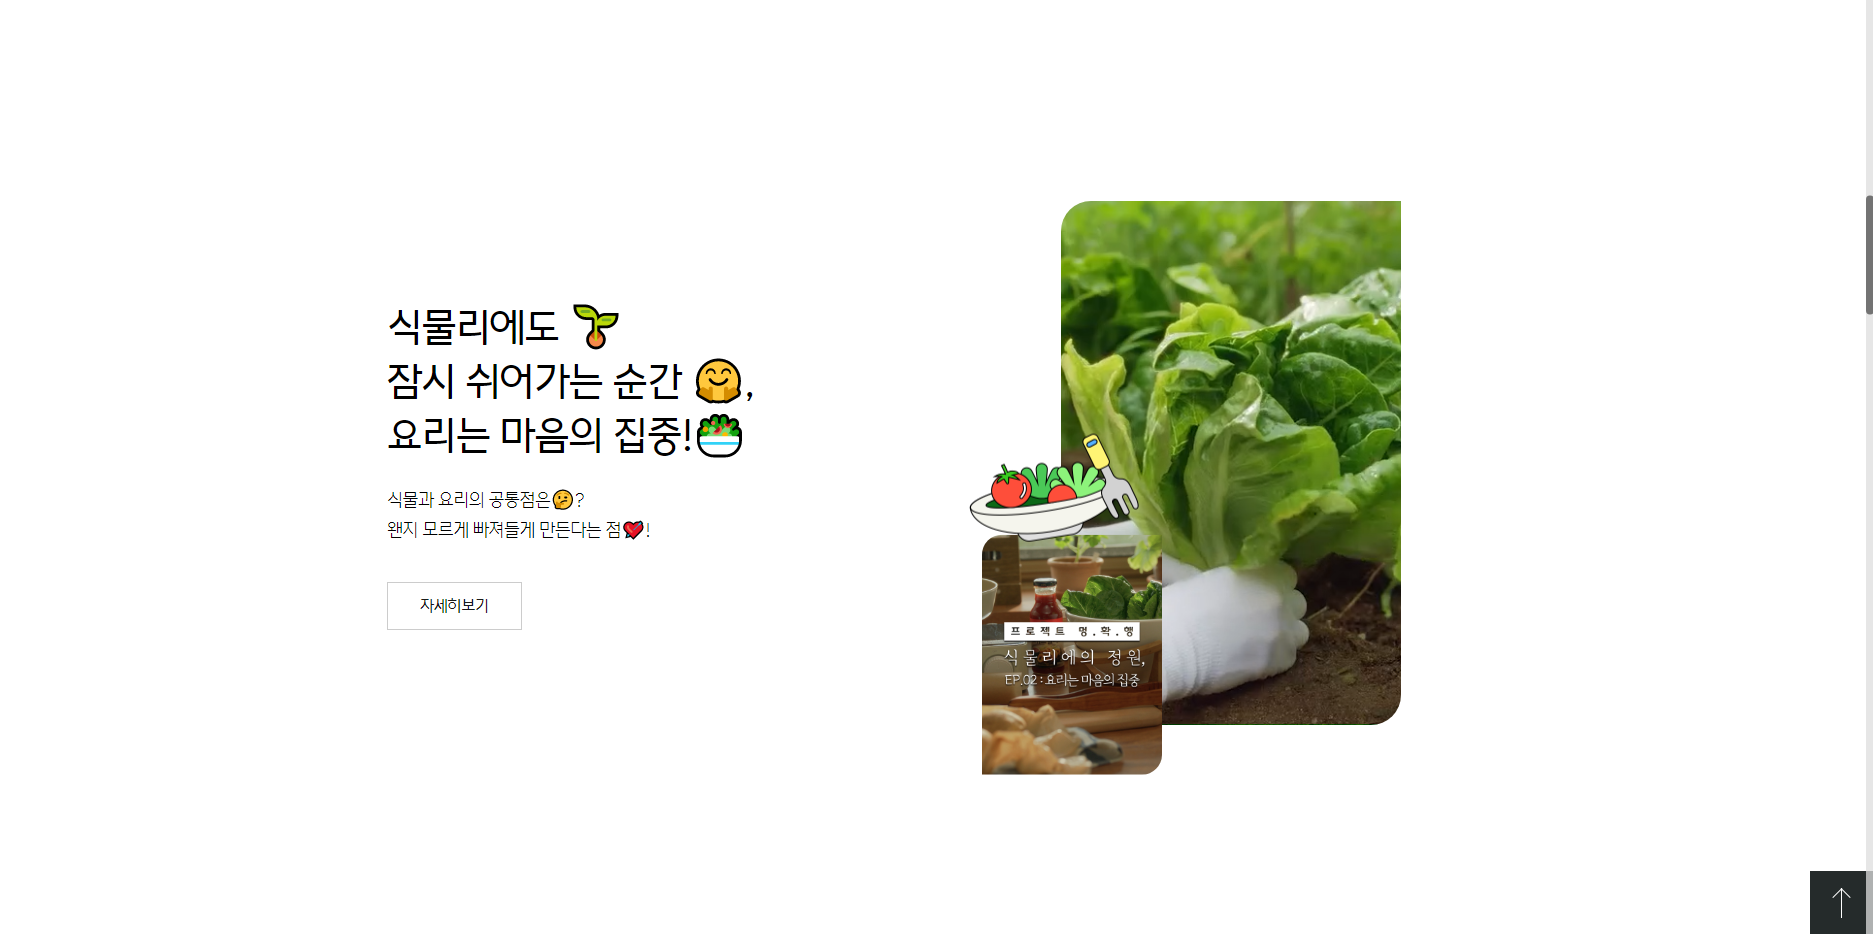 식물리에도 🌱
잠시 쉬어가는 순간 🤗,
요리는 마음의 집중!🥗
식물과 요리의 공통점은🤔?
왠지 모르게 빠져들게 만든다는 점💘!
자세히보기
프로젝트 멍.확.행
식물리에의 정원,
EP.02 : 요리는 마음의 집중